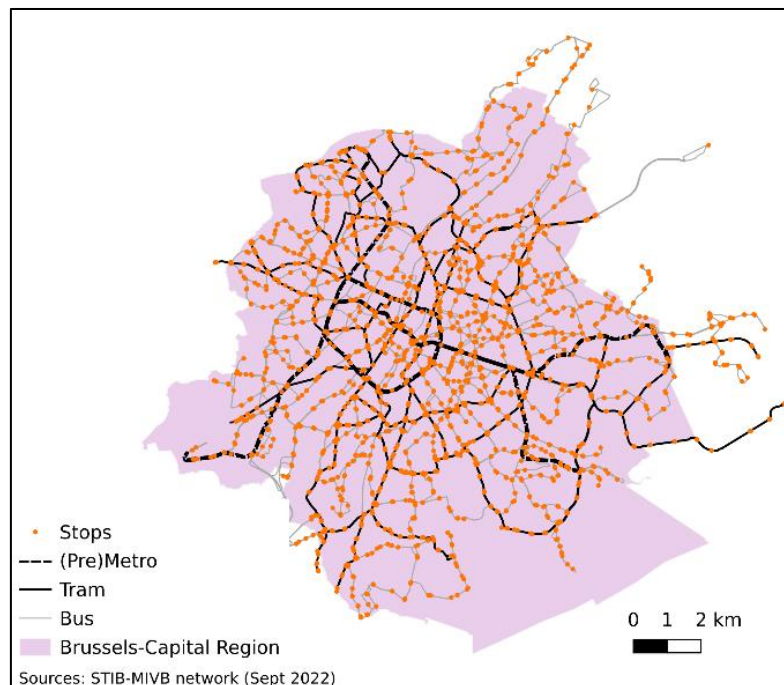 Stops
(Pre)Metro
Tram
Bus
Brussels-Capital Region
0 1 2 km
Sources: STIB-MIVB network (Sept 2022)